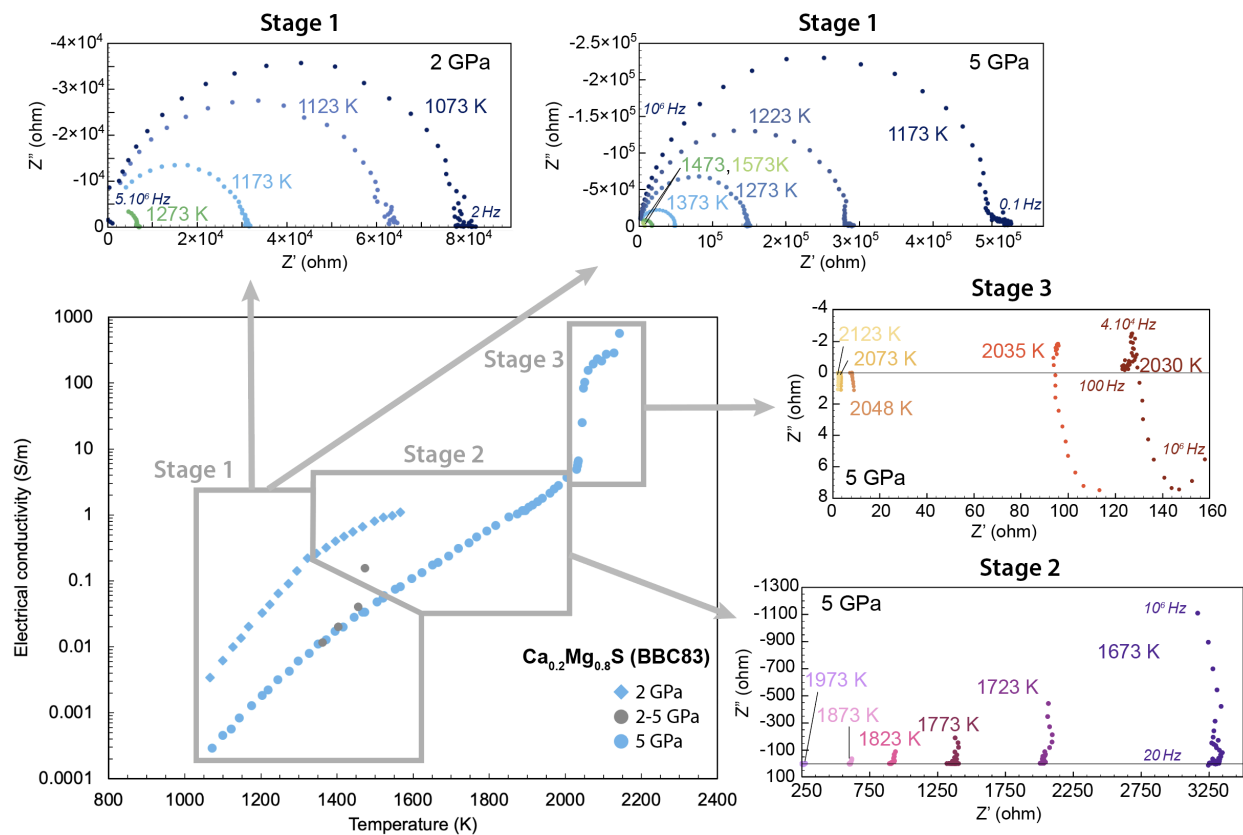 Stage 1
-4×10⁴
-3×10⁴
-2×10⁴
-10⁴
0
Z" (ohm)
2 GPa
1123 K
1073 K
1173 K
5.10⁶ Hz
1273 K
2 Hz
0
2×10⁴
4×10⁴
6×10⁴
8×10⁴
Z' (ohm)
Stage 1
-2.5×10⁵
-2×10⁵
-1.5×10⁵
-10⁵
-5×10⁴
0
Z" (ohm)
5 GPa
10⁶ Hz
1223 K
1173 K
1473, 1573K
1373 K
1273 K
0.1 Hz
0
10⁵
2×10⁵
3×10⁵
4×10⁵
5×10⁵
Z' (ohm)
1000
100
10
1
0.1
0.01
0.001
0.0001
Electrical conductivity (S/m)
Stage 1
Stage 2
Stage 3
Ca₀.₂Mg₀.₈S (BBC83)
2 GPa
2-5 GPa
5 GPa
800
1000
1200
1400
1600
1800
2000
2200
2400
Temperature (K)
Stage 3
-4
-2
0
2
4
6
8
Z" (ohm)
4.10⁴ Hz
2123 K
2073 K
2035 K
2030 K
100 Hz
2048 K
10⁶ Hz
5 GPa
0
20
40
60
80
100
120
140
160
Z' (ohm)
Stage 2
-1300
-1100
-900
-700
-500
-300
-100
100
Z" (ohm)
5 GPa
10⁶ Hz
1673 K
1973 K
1723 K
1873 K
1773 K
1823 K
20 Hz
250
750
1250
1750
2250
2750
3250
Z' (ohm)